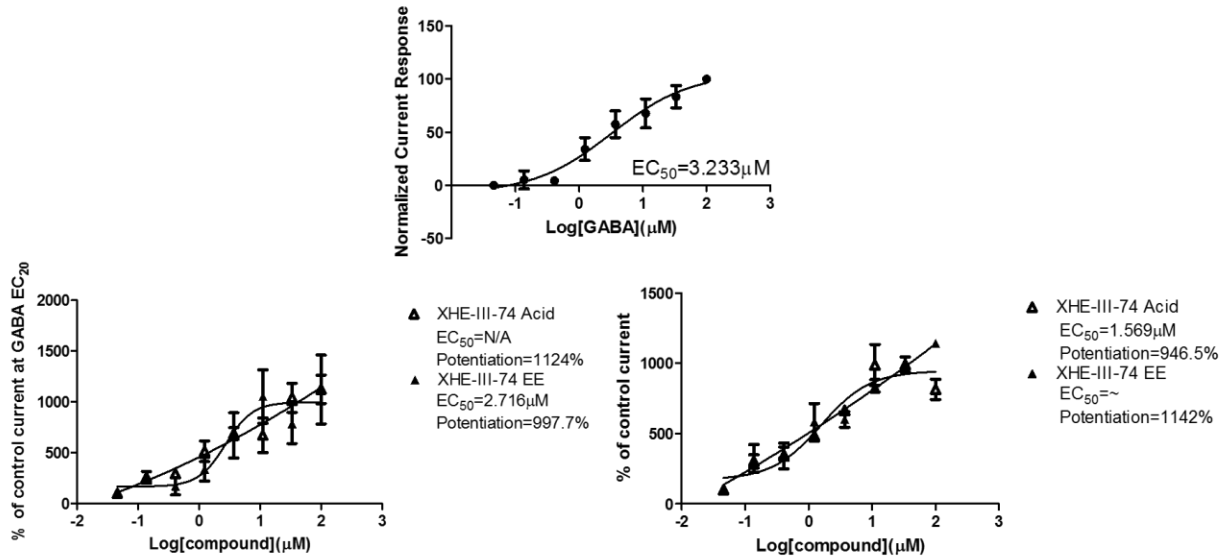 150
100
50
0
-50
Normalized Current Response
EC50=3.233μM
-1 0 1 2 3
Log[GABA](μM)
% of control current at GABA EC20
2000
1500
1000
500
0
-2 -1 0 1 2 3
Log[compound](μM)
XHE-III-74 Acid
EC50=N/A
Potentiation=1124%
XHE-III-74 EE
EC50=2.716μM
Potentiation=997.7%
% of control current
1500
1000
500
0
-2 -1 0 1 2 3
Log[compound](μM)
XHE-III-74 Acid
EC50=1.569μM
Potentiation=946.5%
XHE-III-74 EE
EC50=~
Potentiation=1142%